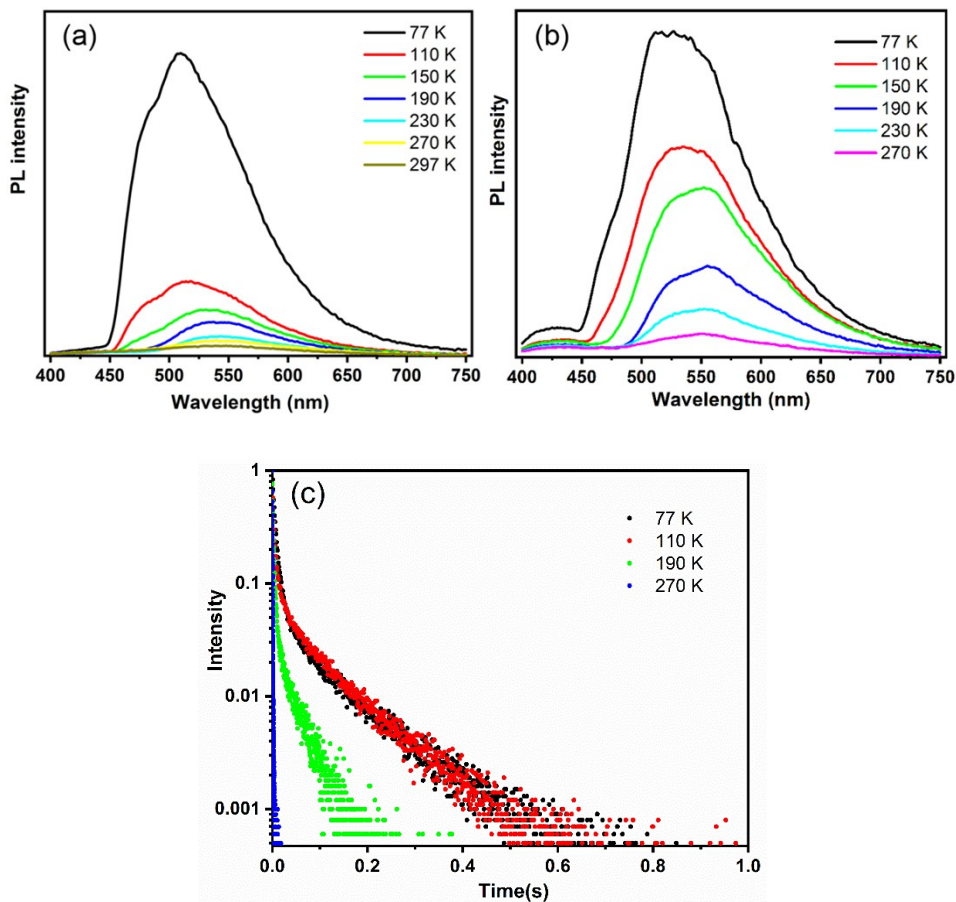 (a)
77 K
110 K
150 K
190 K
230 K
270 K
297 K
PL intensity
400 450 500 550 600 650 700 750
Wavelength (nm)
(b)
77 K
110 K
150 K
190 K
230 K
270 K
PL intensity
400 450 500 550 600 650 700 750
Wavelength (nm)
(c)
77 K
110 K
190 K
270 K
1
0.1
0.01
0.001
Intensity
0.0 0.2 0.4 0.6 0.8 1.0
Time(s)